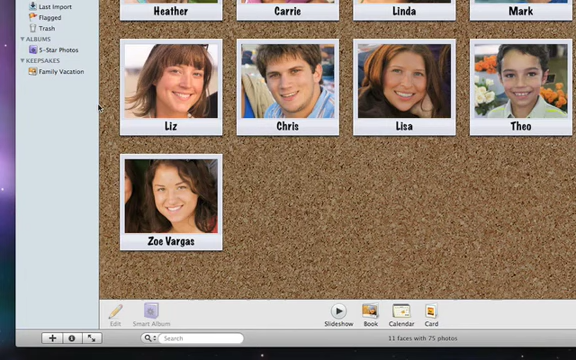 Last Import
Flagged
Trash
ALBUMS
5-Star Photos
KEEPSAKES
Family Vacation
Heather
Carrie
Linda
Mark
Liz
Chris
Lisa
Theo
Zoe Vargas
Edit
Smart Album
Slideshow
Book
Calendar
Card
Search
11 faces with 75 photos